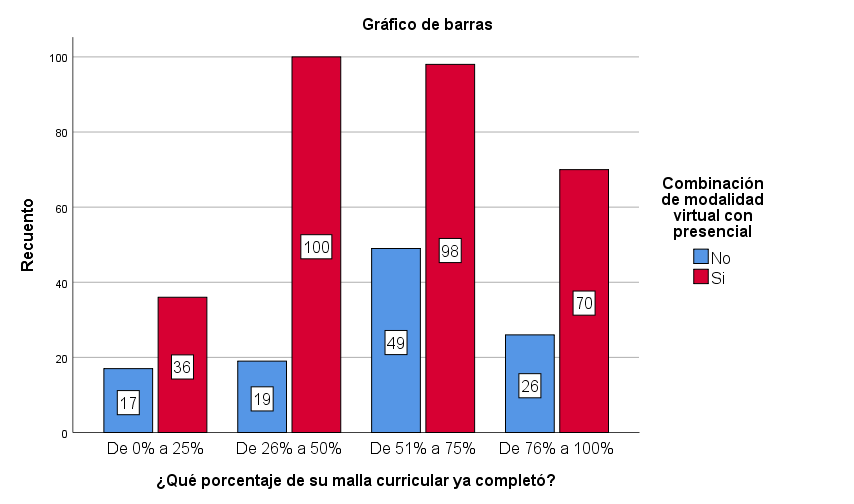 Gráfico de barras
Recuento
100
80
60
40
20
0
17
36
19
100
49
98
26
70
De 0% a 25%
De 26% a 50%
De 51% a 75%
De 76% a 100%
¿Qué porcentaje de su malla curricular ya completó?
Combinación
de modalidad
virtual con
presencial
No
Si